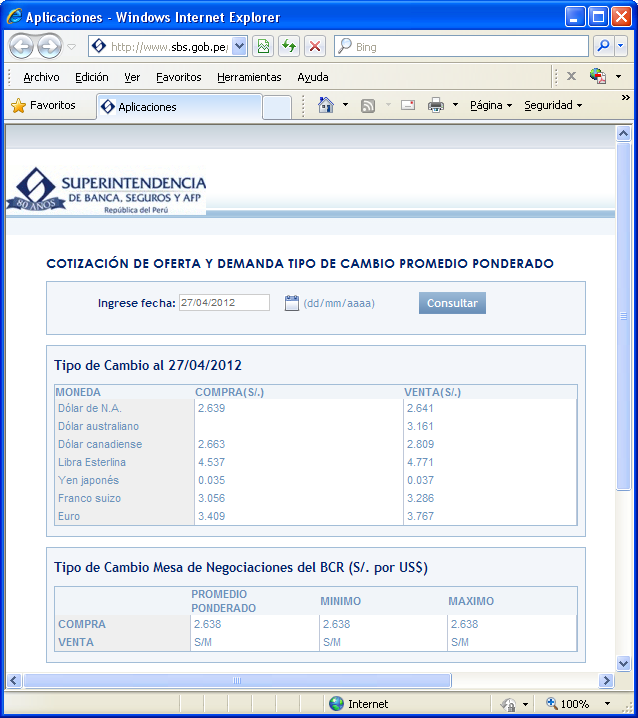 Aplicaciones - Windows Internet Explorer
http://www.sbs.gob.pe/
Bing
Archivo Edición Ver Favoritos Herramientas Ayuda
Favoritos Aplicaciones Página Seguridad »
SUPERINTENDENCIA
DE BANCA, SEGUROS Y AFP
80 AÑOS República del Perú
COTIZACIÓN DE OFERTA Y DEMANDA TIPO DE CAMBIO PROMEDIO PONDERADO
Ingrese fecha: 27/04/2012 (dd/mm/aaaa) Consultar
Tipo de Cambio al 27/04/2012
MONEDA COMPRA(S/.) VENTA(S/.)
Dólar de N.A. 2.639 2.641
Dólar australiano 3.161
Dólar canadiense 2.663 2.809
Libra Esterlina 4.537 4.771
Yen japonés 0.035 0.037
Franco suizo 3.056 3.286
Euro 3.409 3.767
Tipo de Cambio Mesa de Negociaciones del BCR (S/. por US$)
PROMEDIO PONDERADO MINIMO MAXIMO
COMPRA 2.638 2.638 2.638
VENTA S/M S/M S/M
Internet 100%